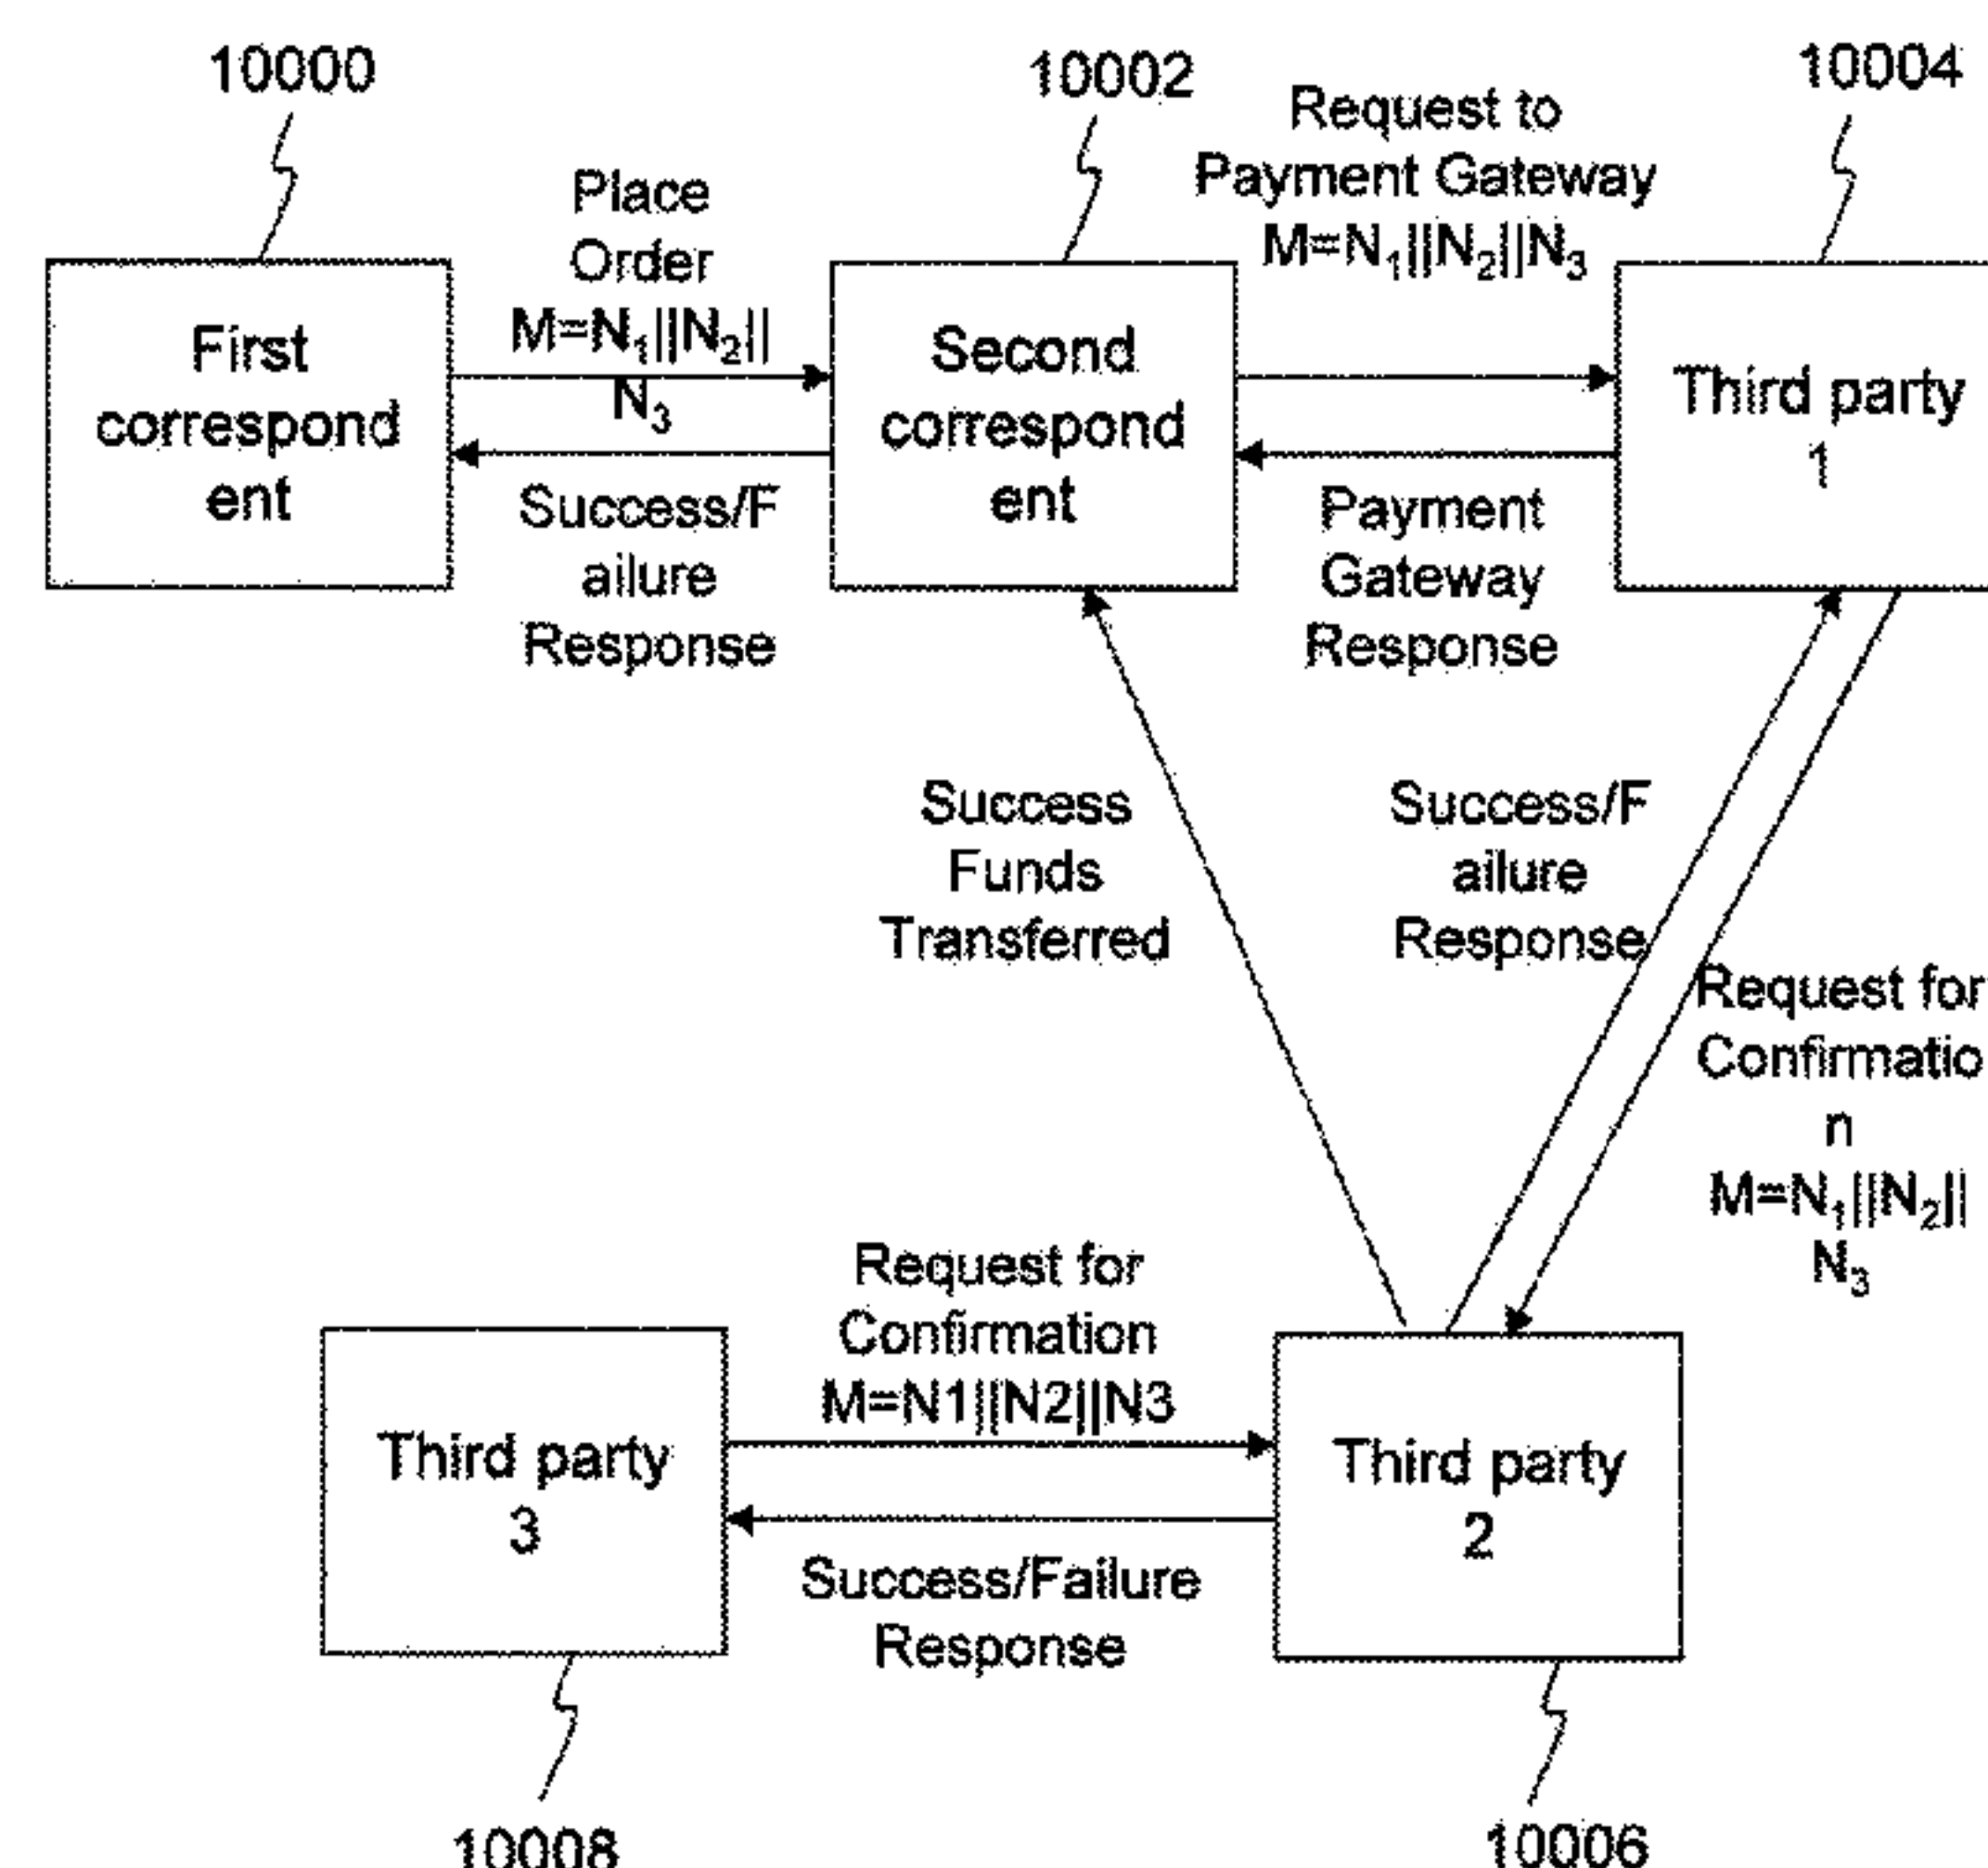 10000
10002
10004
Place
Order
M=N₁||N₂||
N₃
Request to
Payment Gateway
M=N₁||N₂||N₃
First
correspond
ent
Second
correspond
ent
Third party
1
Success/F
ailure
Response
Payment
Gateway
Response
Success
Funds
Transferred
Success/F
ailure
Response
Request for
Confirmatio
n
M=N₁||N₂||
N₃
Request for
Confirmation
M=N1||N2||N3
Third party
3
Third party
2
Success/Failure
Response
10008
10006